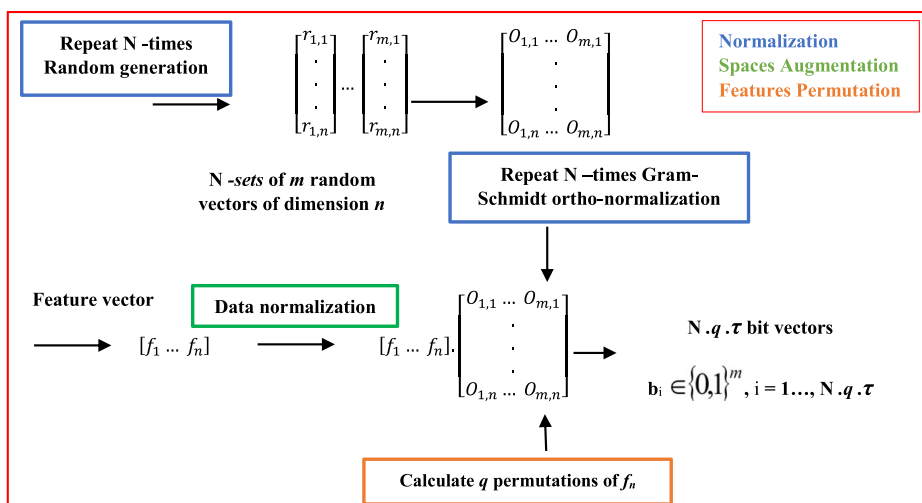 Repeat N -times
Random generation
[r₁,₁ . . . r₁,ₙ] ... [rₘ,₁ . . . rₘ,ₙ]
[O₁,₁ ... Oₘ,₁ . . . O₁,ₙ ... Oₘ,ₙ]
Normalization
Spaces Augmentation
Features Permutation
N -sets of m random
vectors of dimension n
Repeat N –times Gram-
Schmidt ortho-normalization
Feature vector
Data normalization
[f₁ ... fₙ]
[f₁ ... fₙ].[O₁,₁ ... Oₘ,₁ . . . O₁,ₙ ... Oₘ,ₙ]
N .q .τ bit vectors
bᵢ ∈ {0,1}ᵐ, i = 1..., N .q .τ
Calculate q permutations of fₙ